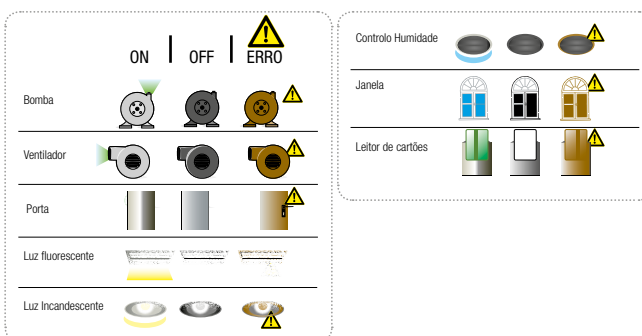 ON | OFF | ERRO
Bomba
Ventilador
Porta
Luz fluorescente
Luz Incandescente
Controlo Humidade
Janela
Leitor de cartões